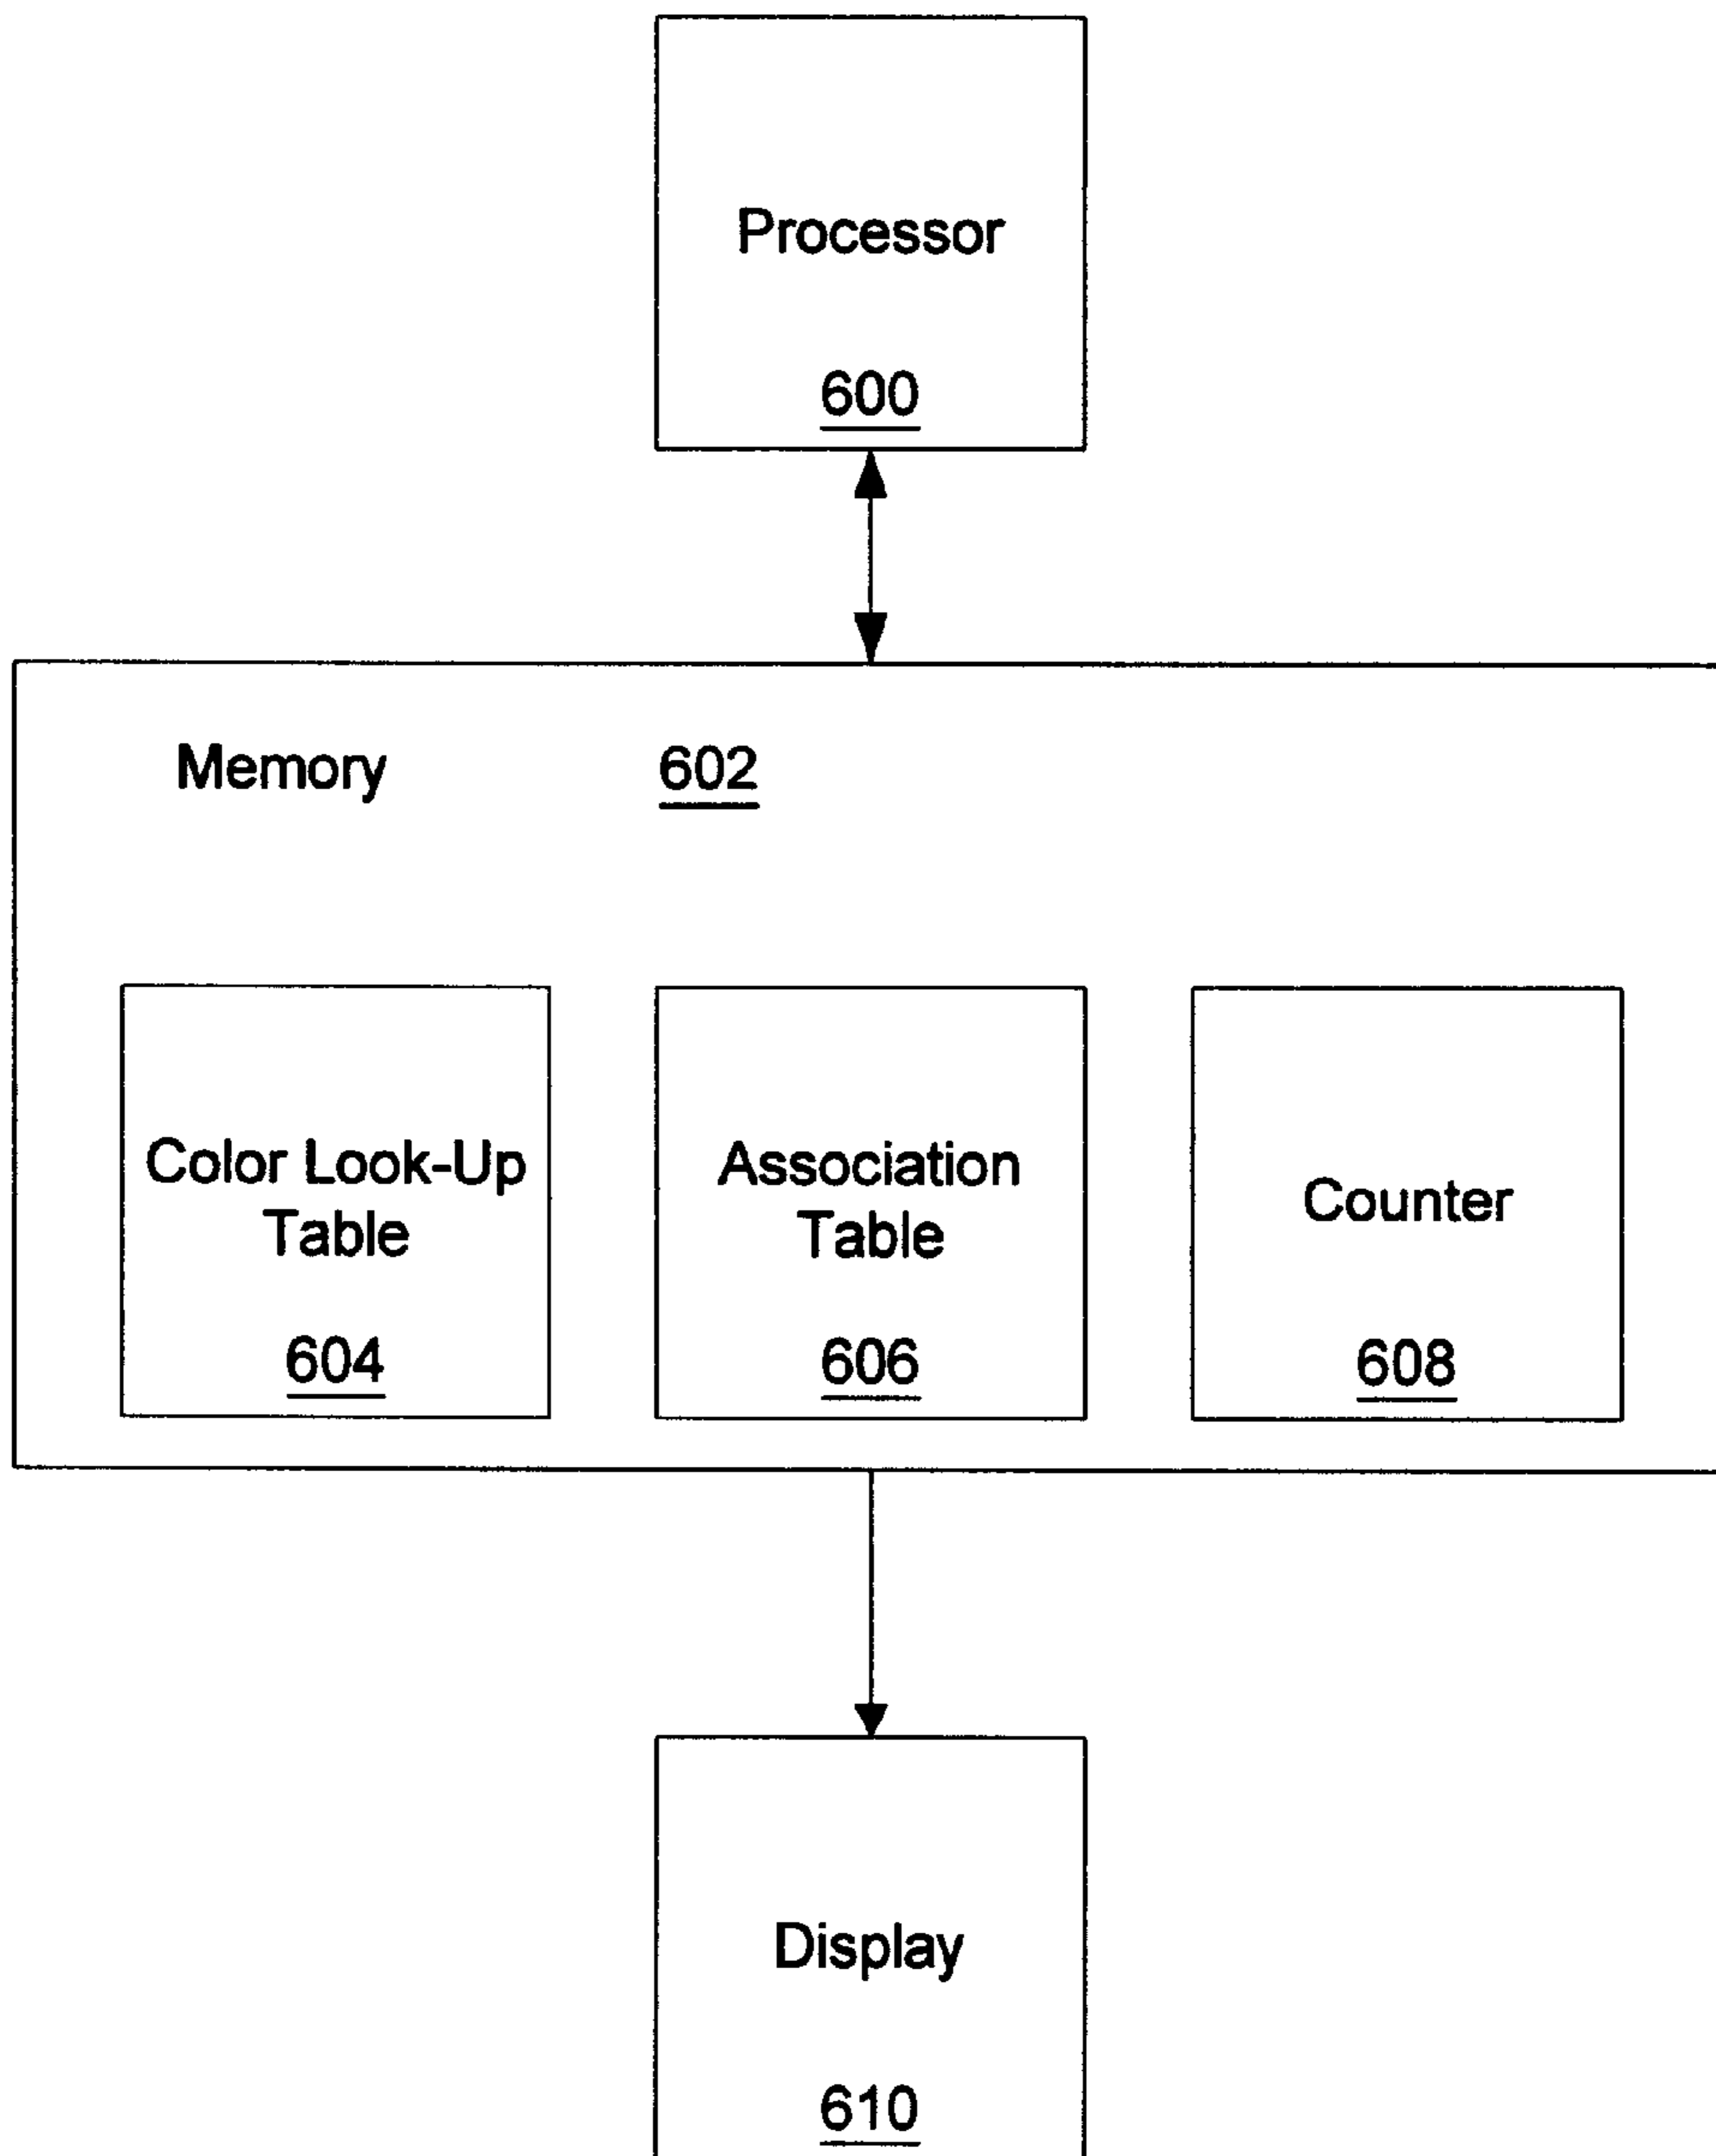 Processor
600
Memory 602
Color Look-Up
Table
604
Association
Table
606
Counter
608
Display
610